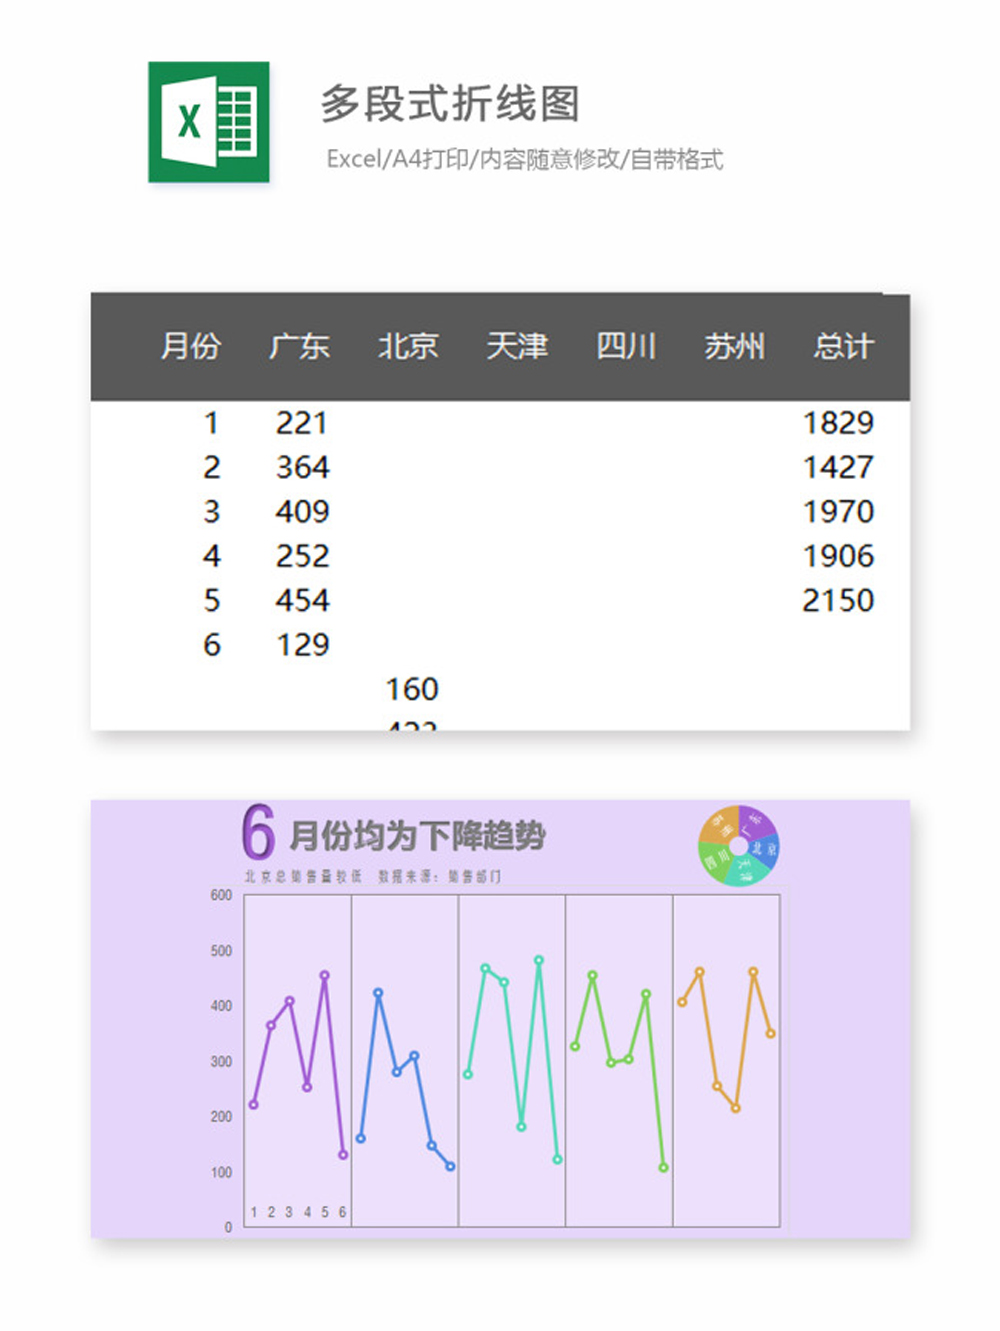 X
多段式折线图
Excel/A4打印/内容随意修改/自带格式
月份 广东 北京 天津 四川 苏州 总计
1 221 1829
2 364 1427
3 409 1970
4 252 1906
5 454 2150
6 129
160
6 月份均为下降趋势
北京总销售量较低 数据来源：销售部门
广东
北京
天津
四川
600
500
400
300
200
100
0
1 2 3 4 5 6